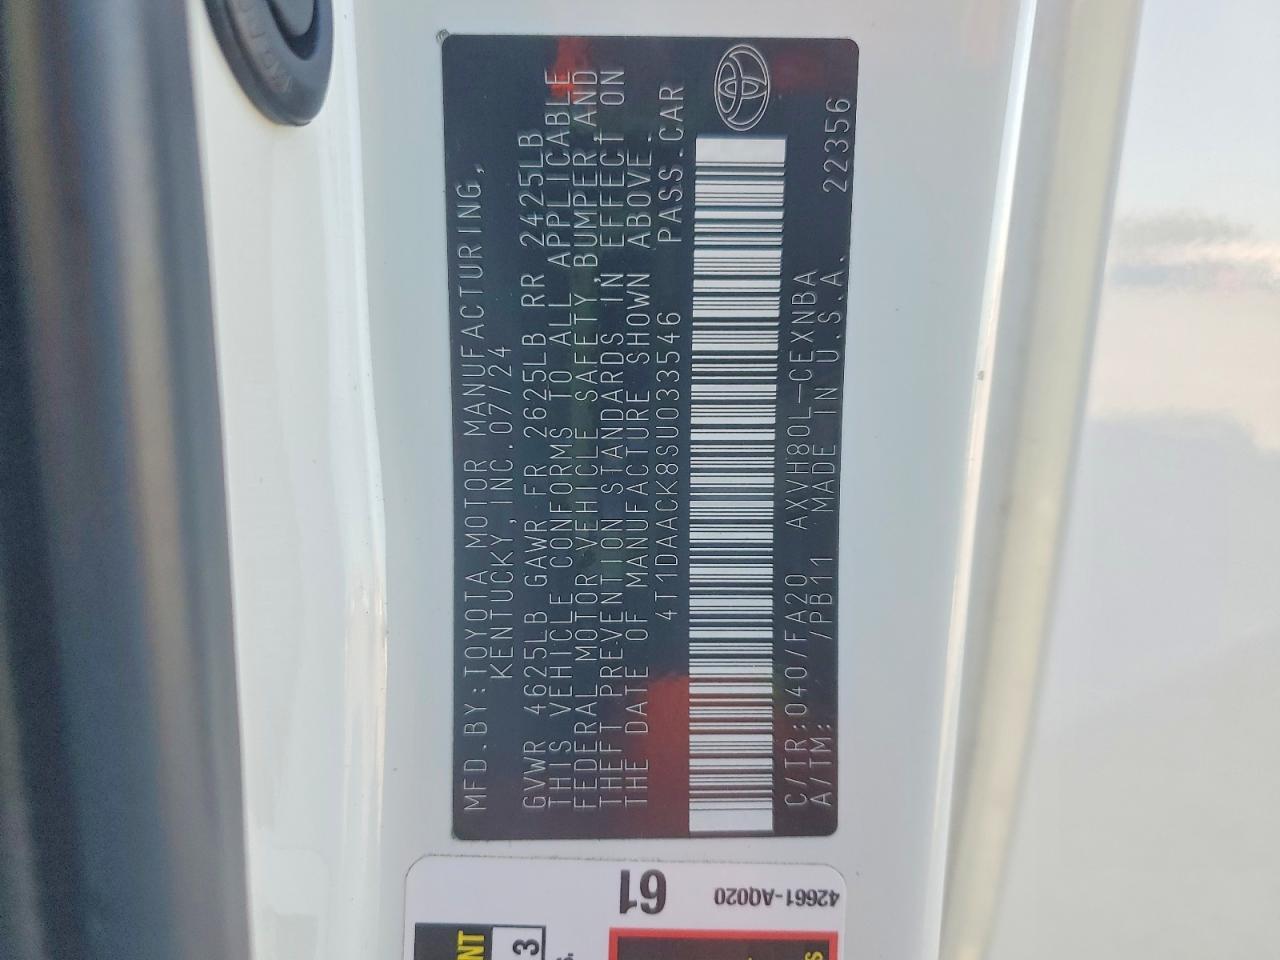 MFD.BY:TOYOTA MOTOR MANUFACTURING,
KENTUCKY,INC.07/24
GVWR 4625LB GAWR FR 2625LB RR 2425LB
THIS VEHICLE CONFORMS TO ALL APPLICABLE
FEDERAL MOTOR VEHICLE SAFETY,BUMPER,AND
THEFT PREVENTION STANDARDS IN EFFECT ON
THE DATE OF MANUFACTURE SHOWN ABOVE.
4T1DAACK8SU033546 PASS.CAR
C/TR:040/FA20 AXVH80L-CEXNBA 22356
A/TM: /PB11 MADE IN U.S.A.
61
42661-AQ020
3